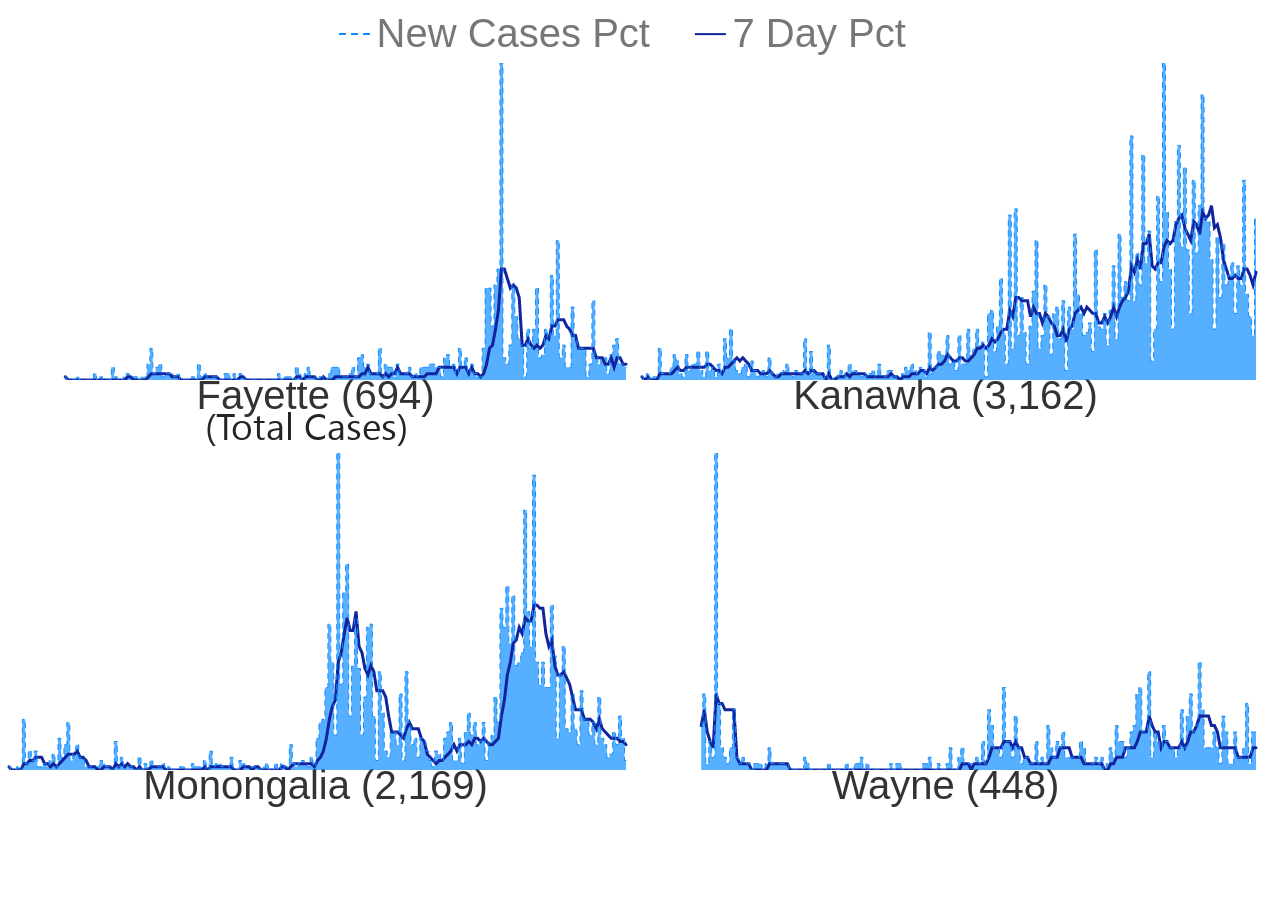 New Cases Pct 7 Day Pct
Fayette (694)
(Total Cases)
Kanawha (3,162)
Monongalia (2,169)
Wayne (448)